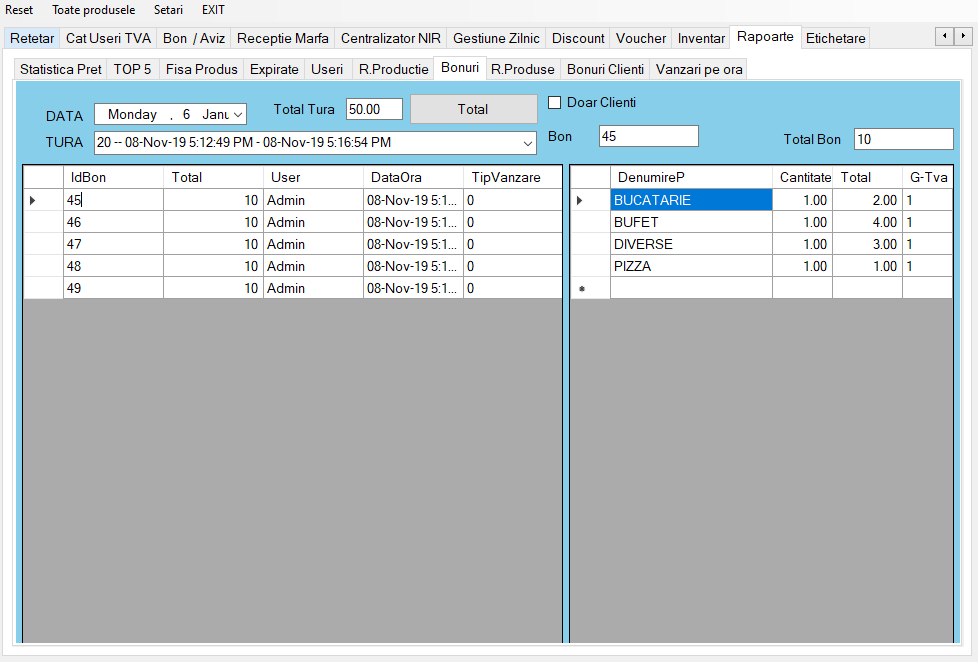 Reset Toate produsele Setari EXIT
Retetar Cat Useri TVA Bon / Aviz Receptie Marfa Centralizator NIR Gestiune Zilnic Discount Voucher Inventar Rapoarte Etichetare
Statistica Pret TOP 5 Fisa Produs Expirate Useri R.Productie Bonuri R.Produse Bonuri Clienti Vanzari pe ora
DATA Monday , 6 Janu Total Tura 50.00 Total Doar Clienti
TURA 20 -- 08-Nov-19 5:12:49 PM - 08-Nov-19 5:16:54 PM Bon 45 Total Bon 10
IdBon Total User DataOra TipVanzare
45 10 Admin 08-Nov-19 5:1... 0
46 10 Admin 08-Nov-19 5:1... 0
47 10 Admin 08-Nov-19 5:1... 0
48 10 Admin 08-Nov-19 5:1... 0
49 10 Admin 08-Nov-19 5:1... 0
DenumireP Cantitate Total G-Tva
BUCATARIE 1.00 2.00 1
BUFET 1.00 4.00 1
DIVERSE 1.00 3.00 1
PIZZA 1.00 1.00 1